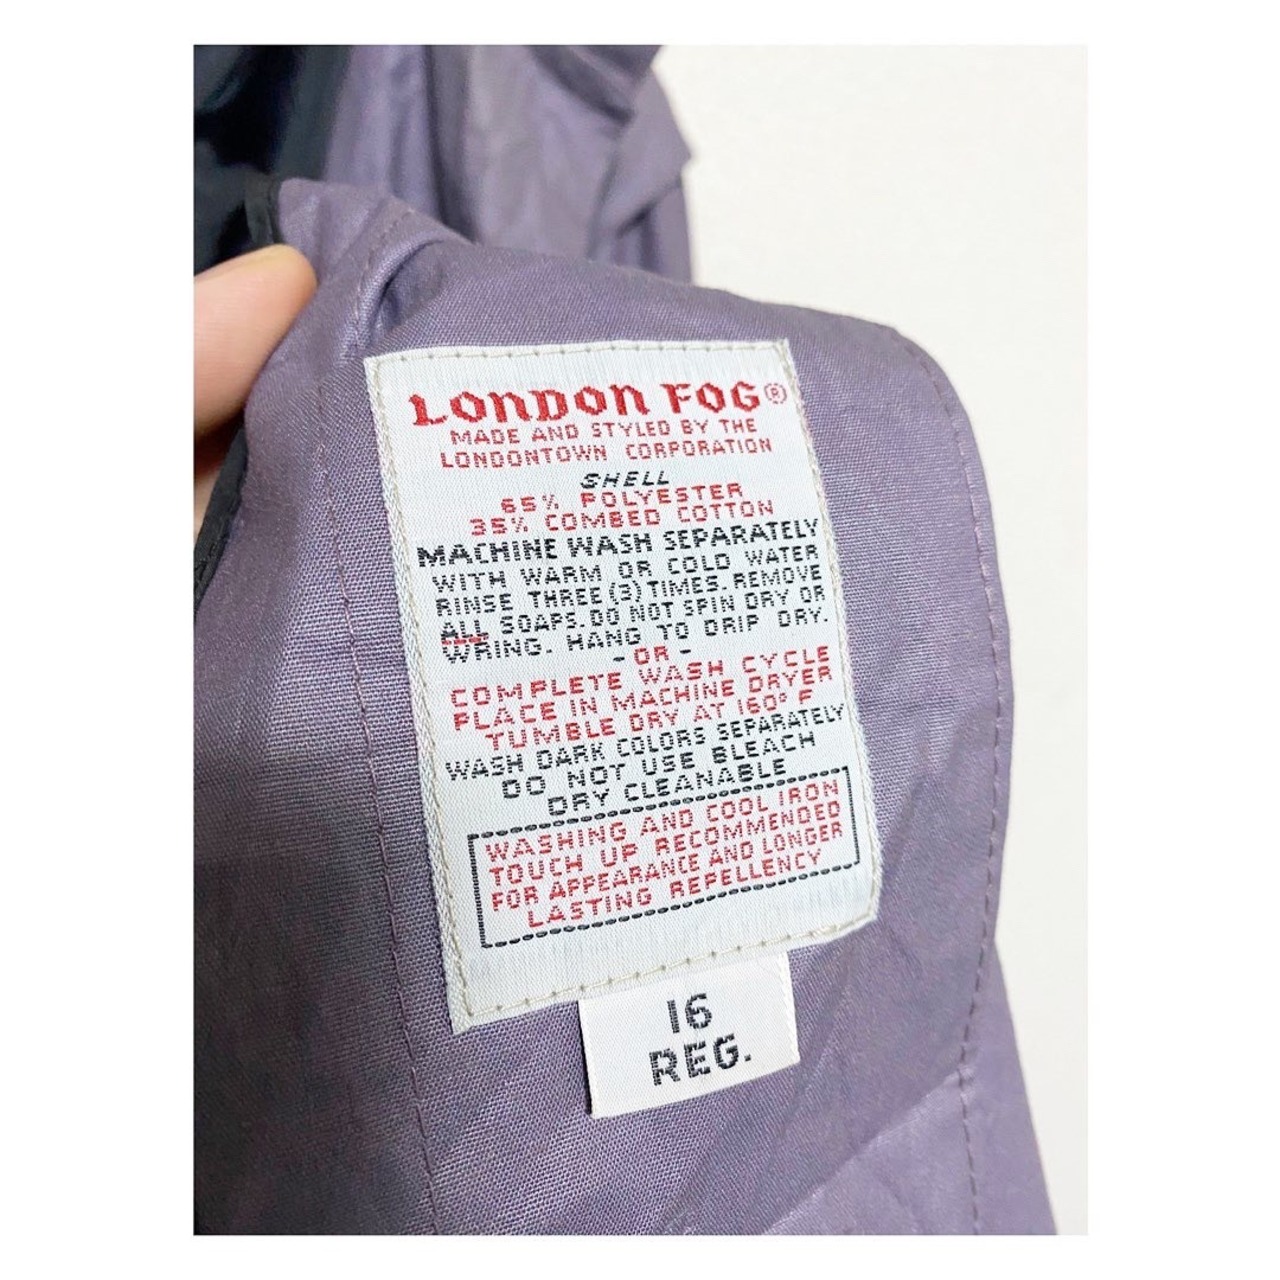 LONDON FOG®
MADE AND STYLED BY THE
LONDONTOWN CORPORATION
SHELL
65% POLYESTER
35% COMBED COTTON
MACHINE WASH SEPARATELY
WITH WARM OR COLD WATER
RINSE THREE (3) TIMES. REMOVE
ALL SOAPS. DO NOT SPIN DRY OR
WRING. HANG TO DRIP DRY.
- OR -
COMPLETE WASH CYCLE
PLACE IN MACHINE DRYER
TUMBLE DRY AT 160° F
WASH DARK COLORS SEPARATELY
DO NOT USE BLEACH
DRY CLEANABLE
WASHING AND COOL IRON
TOUCH UP RECOMMENDED
FOR APPEARANCE AND LONGER
LASTING REPELLENCY
16
REG.